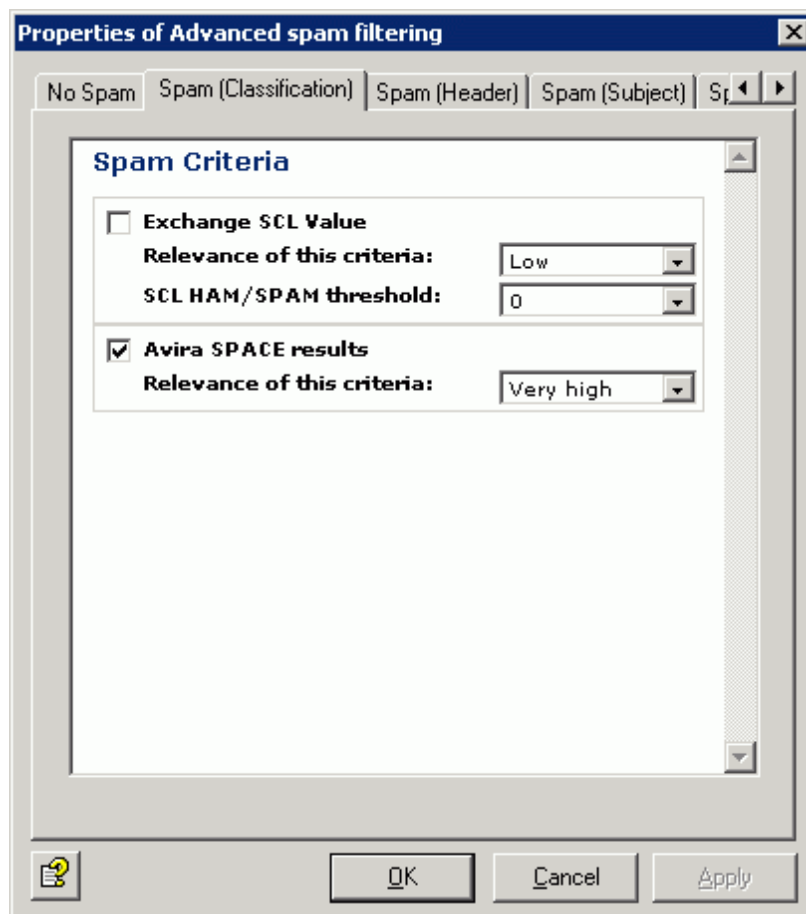 Properties of Advanced spam filtering
No Spam
Spam (Classification)
Spam (Header)
Spam (Subject)
Spam Criteria
Exchange SCL Value
Relevance of this criteria:
Low
SCL HAM/SPAM threshold:
0
Avira SPACE results
Relevance of this criteria:
Very high
OK
Cancel
Apply